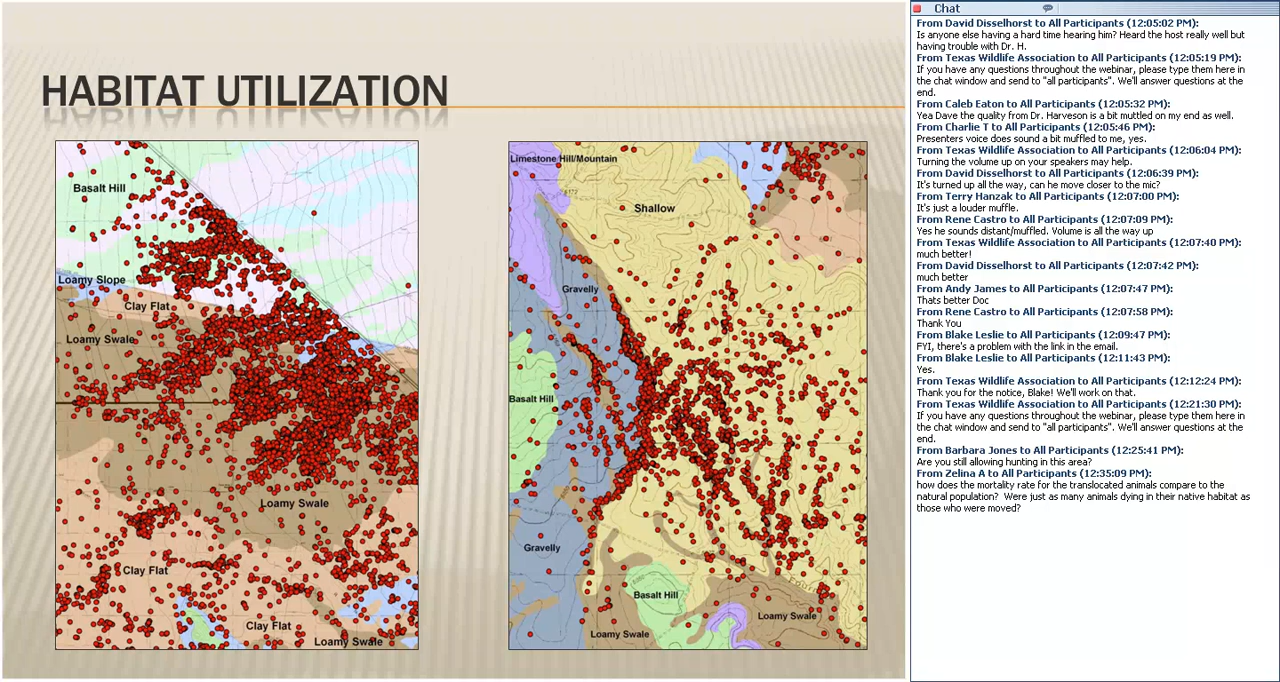 HABITAT UTILIZATION
Basalt Hill
Loamy Slope
Clay Flat
Loamy Swale
Loamy Swale
Clay Flat
Clay Flat
Loamy Swale
Limestone Hill/Mountain
Shallow
Gravelly
Basalt Hill
Gravelly
Basalt Hill
Loamy Swale
Loamy Swale
Chat
From David Disselhorst to All Participants (12:05:02 PM):
Is anyone else having a hard time hearing him? Heard the host really well but
having trouble with Dr. H.
From Texas Wildlife Association to All Participants (12:05:19 PM):
If you have any questions throughout the webinar, please type them here in
the chat window and send to "all participants". We'll answer questions at the
end.
From Caleb Eaton to All Participants (12:05:32 PM):
Yea Dave the quality from Dr. Harveson is a bit muttled on my end as well.
From Charlie T to All Participants (12:05:46 PM):
Presenters voice does sound a bit muffled to me, yes.
From Texas Wildlife Association to All Participants (12:06:04 PM):
Turning the volume up on your speakers may help.
From David Disselhorst to All Participants (12:06:39 PM):
It's turned up all the way, can he move closer to the mic?
From Terry Hanzak to All Participants (12:07:00 PM):
It's just a louder muffle.
From Rene Castro to All Participants (12:07:09 PM):
Yes he sounds distant/muffled. Volume is all the way up
From Texas Wildlife Association to All Participants (12:07:40 PM):
much better!
From David Disselhorst to All Participants (12:07:42 PM):
much better
From Andy James to All Participants (12:07:47 PM):
Thats better Doc
From Rene Castro to All Participants (12:07:58 PM):
Thank You
From Blake Leslie to All Participants (12:09:47 PM):
FYI, there's a problem with the link in the email.
From Blake Leslie to All Participants (12:11:43 PM):
Yes.
From Texas Wildlife Association to All Participants (12:12:24 PM):
Thank you for the notice, Blake! We'll work on that.
From Texas Wildlife Association to All Participants (12:21:30 PM):
If you have any questions throughout the webinar, please type them here in
the chat window and send to "all participants". We'll answer questions at the
end.
From Barbara Jones to All Participants (12:25:41 PM):
Are you still allowing hunting in this area?
From Zelina A to All Participants (12:35:09 PM):
how does the mortality rate for the translocated animals compare to the
natural population?  Were just as many animals dying in their native habitat as
those who were moved?